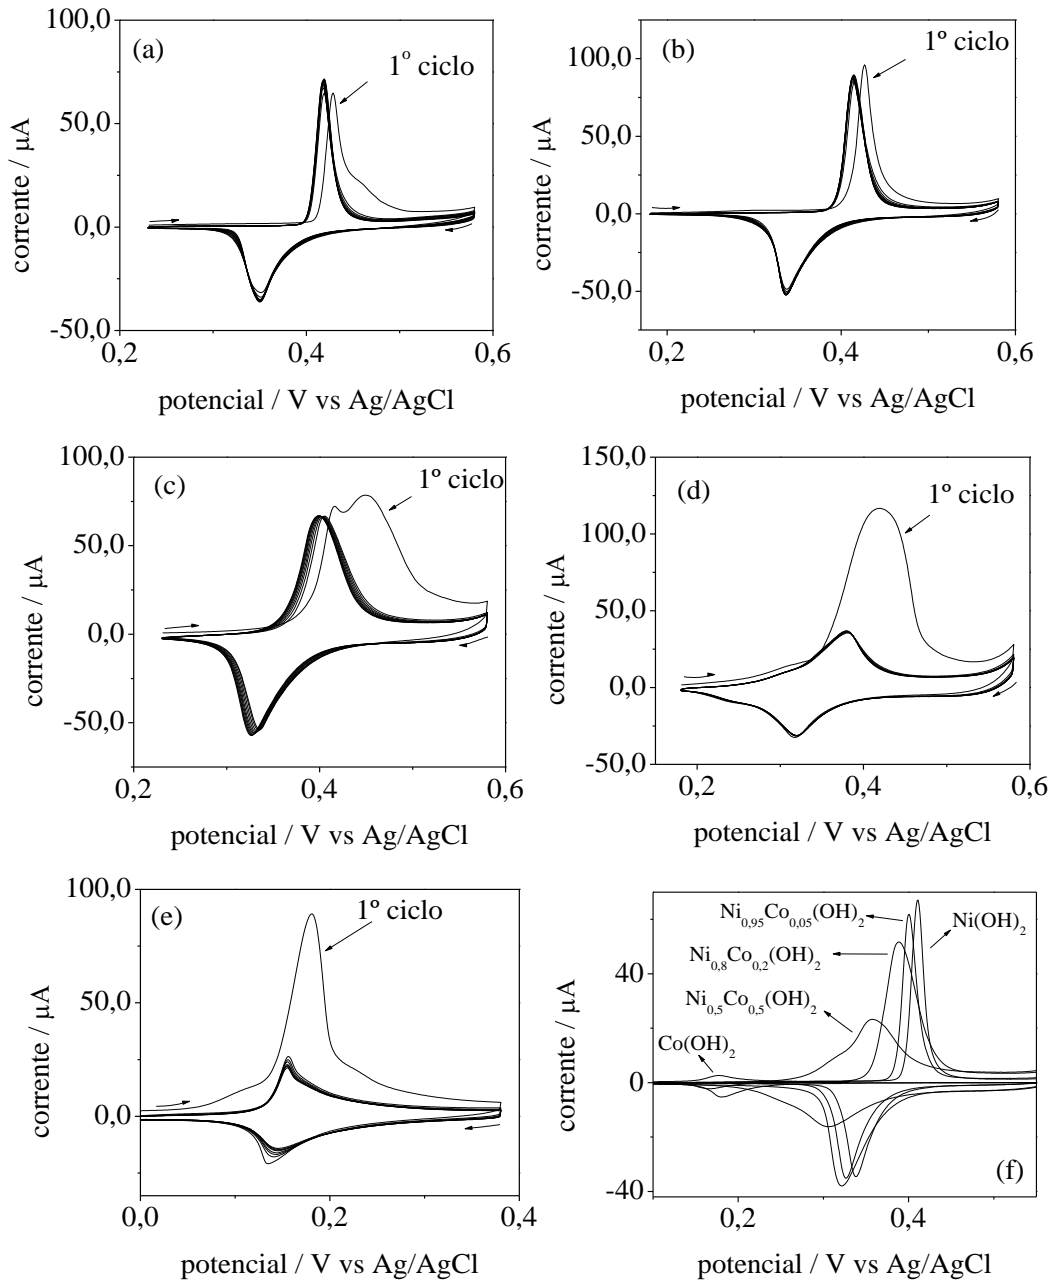 (a)
1º ciclo
100,0
50,0
0,0
-50,0
0,2
0,4
0,6
corrente / μA
potencial / V vs Ag/AgCl
(b)
1º ciclo
100,0
50,0
0,0
-50,0
0,2
0,4
0,6
corrente / μA
potencial / V vs Ag/AgCl
(c)
1º ciclo
100,0
50,0
0,0
-50,0
0,2
0,4
0,6
corrente / μA
potencial / V vs Ag/AgCl
(d)
1º ciclo
150,0
100,0
50,0
0,0
-50,0
0,2
0,4
0,6
corrente / μA
potencial / V vs Ag/AgCl
(e)
1º ciclo
100,0
50,0
0,0
0,0
0,2
0,4
corrente / μA
potencial / V vs Ag/AgCl
Ni₀,₉₅Co₀,₀₅(OH)₂
Ni(OH)₂
Ni₀,₈Co₀,₂(OH)₂
Ni₀,₅Co₀,₅(OH)₂
Co(OH)₂
(f)
40
0
-40
0,2
0,4
corrente / μA
potencial / V vs Ag/AgCl